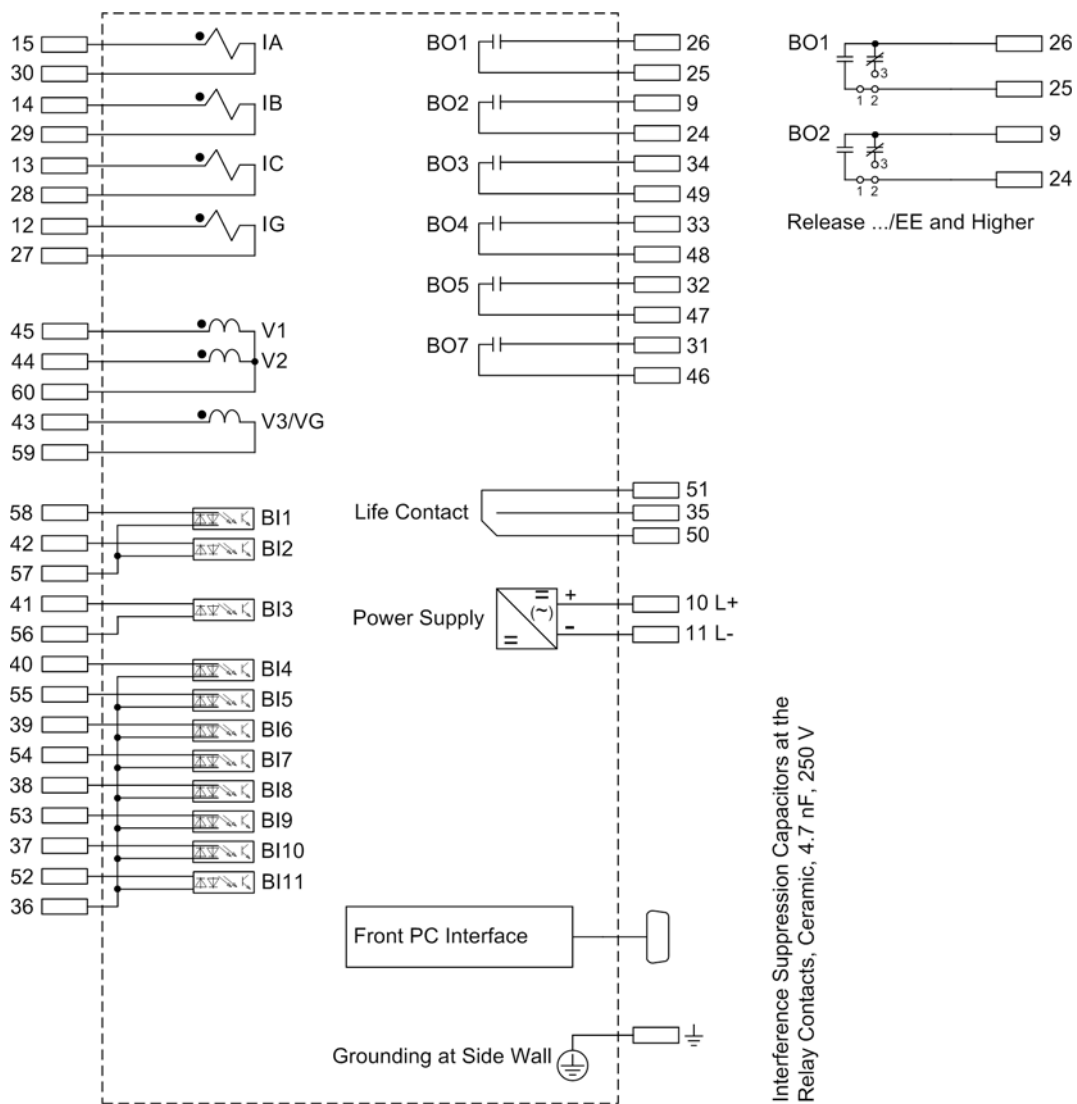 15 IA
30
14 IB
29
13 IC
28
12 IG
27
45 V1
44 V2
60
43 V3/VG
59
58 BI1
42 BI2
57
41 BI3
56
40 BI4
55 BI5
39 BI6
54 BI7
38 BI8
53 BI9
37 BI10
52 BI11
36
BO1 26
25
BO2 9
24
BO3 34
49
BO4 33
48
BO5 32
47
BO7 31
46
Life Contact 51
35
50
Power Supply = (~) = + 10 L+
- 11 L-
Front PC Interface
Grounding at Side Wall
BO1 26
3
1 2 25
BO2 9
3
1 2 24
Release .../EE and Higher
Interference Suppression Capacitors at the
Relay Contacts, Ceramic, 4.7 nF, 250 V